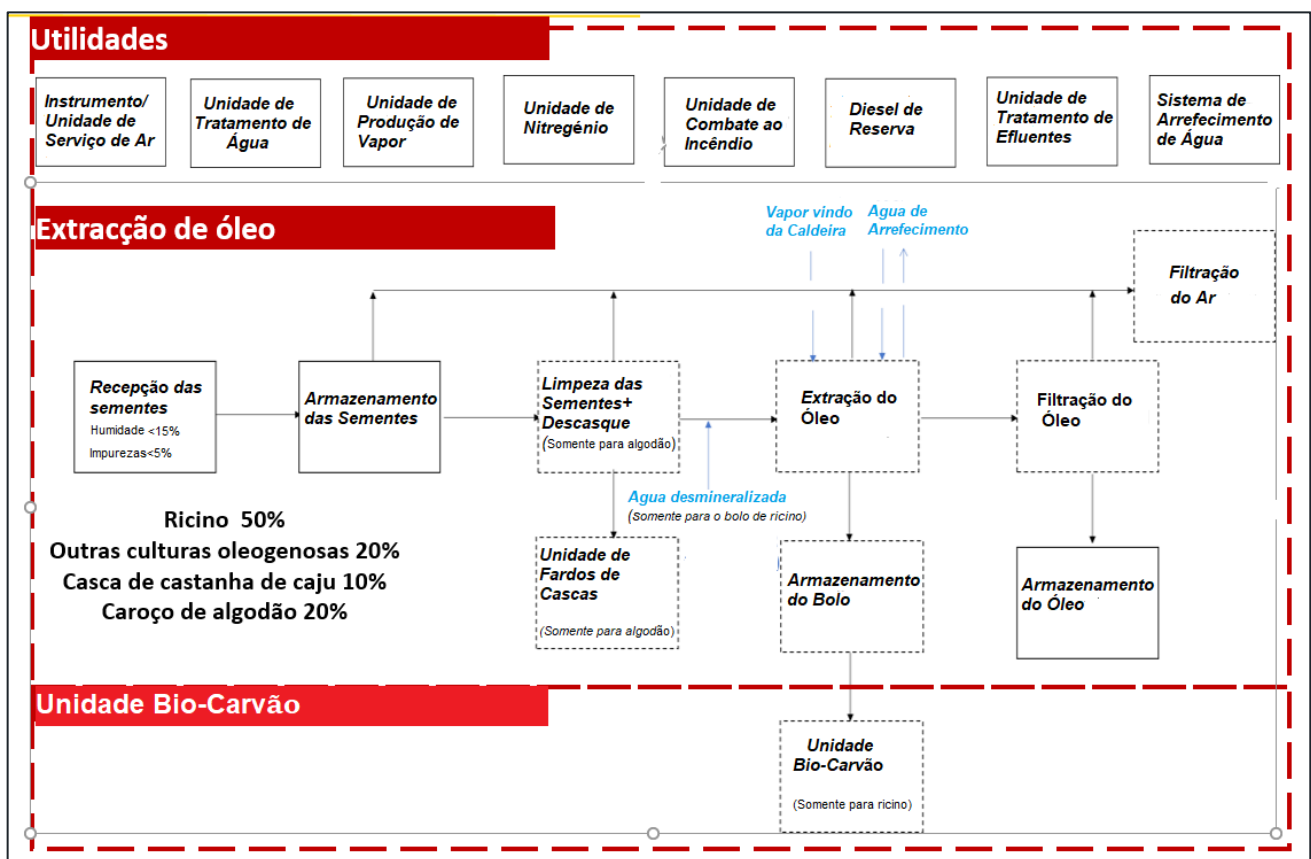 Utilidades
Instrumento/
Unidade de
Serviço de Ar
Unidade de
Tratamento de
Água
Unidade de
Produção de
Vapor
Unidade de
Nitregénio
Unidade de
Combate ao
Incêndio
Diesel de
Reserva
Unidade de
Tratamento de
Efluentes
Sistema de
Arrefecimento
de Água
Extracção de óleo
Vapor vindo
da Caldeira
Agua de
Arrefecimento
Filtração
do Ar
Recepção das
sementes
Humidade <15%
Impurezas<5%
Armazenamento
das Sementes
Limpeza das
Sementes+
Descasque
(Somente para algodão)
Extração do
Óleo
Filtração do
Óleo
Agua desmineralizada
(Somente para o bolo de ricino)
Ricino 50%
Outras culturas oleogenosas 20%
Casca de castanha de caju 10%
Caroço de algodão 20%
Unidade de
Fardos de
Cascas
(Somente para algodão)
Armazenamento
do Bolo
Armazenamento
do Óleo
Unidade Bio-Carvão
Unidade
Bio-Carvão
(Somente para ricino)